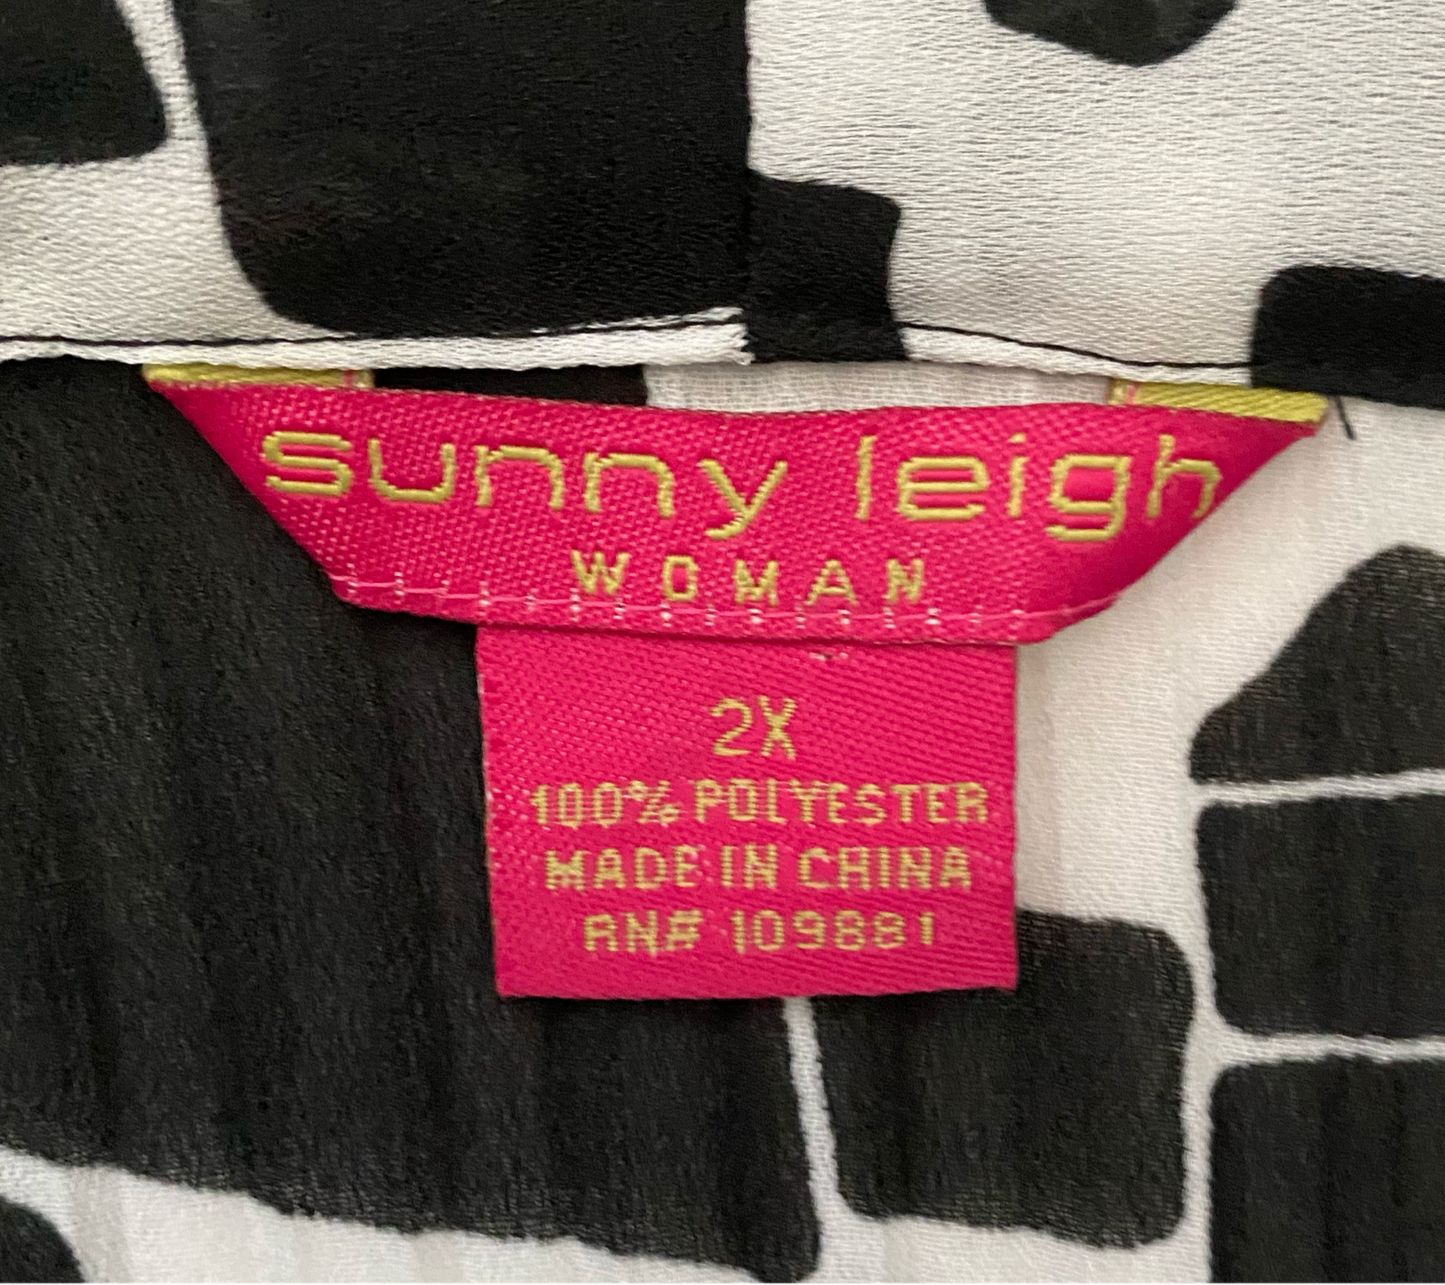 sunny leigh
WOMAN
2X
100% POLYESTER
MADE IN CHINA
RN# 109881